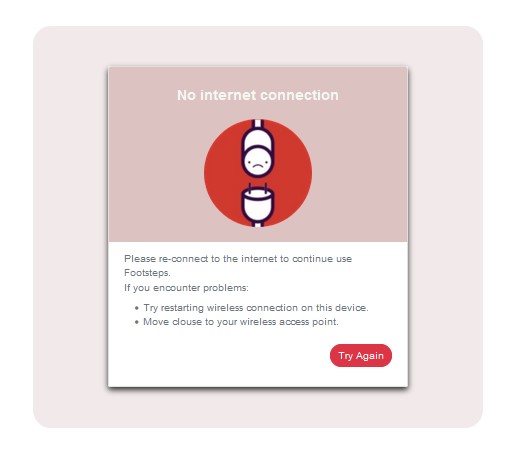 No internet connection
Please re-connect to the internet to continue use
Footsteps.
If you encounter problems:
• Try restarting wireless connection on this device.
• Move clouse to your wireless access point.
Try Again